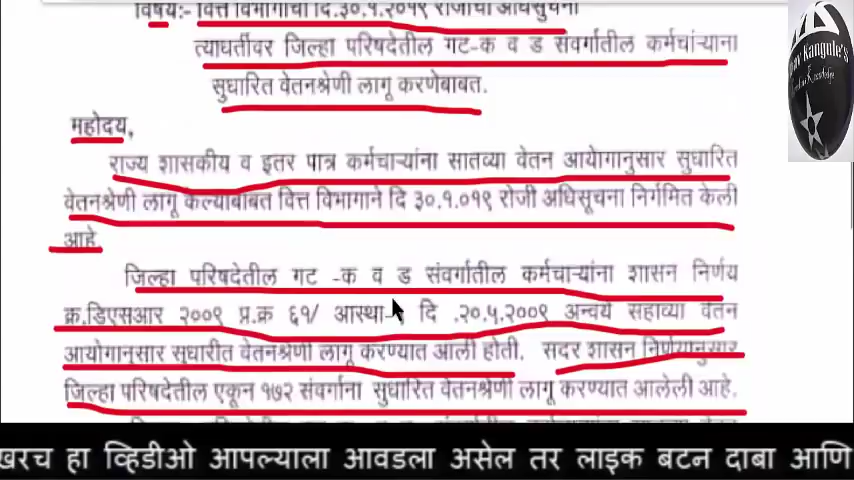 विषय:- वित्त विभागाची दि.३०.१.२०१९ रोजीची अधिसूचना
त्याधर्तीवर जिल्हा परिषदेतील गट-क व ड संवर्गातील कर्मचाऱ्यांना
सुधारित वेतनश्रेणी लागू करणेबाबत.
महोदय,
राज्य शासकीय व इतर पात्र कर्मचाऱ्यांना सातव्या वेतन आयोगानुसार सुधारित
वेतनश्रेणी लागू केल्याबाबत वित्त विभागाने दि ३०.१.०१९ रोजी अधिसूचना निर्गमित केली
आहे.
जिल्हा परिषदेतील गट -क व ड संवर्गातील कर्मचाऱ्यांना शासन निर्णय
क्र.डिएसआर २००९ प्र.क्र ६१/ आस्था- दि .२०.५.२००९ अन्वये सहाव्या वेतन
आयोगानुसार सुधारीत वेतनश्रेणी लागू करण्यात आली होती. सदर शासन निर्णयानुसार
जिल्हा परिषदेतील एकून १७२ संवर्गाना सुधारित वेतनश्रेणी लागू करण्यात आलेली आहे.
Kangule's
Knowledge
खरच हा व्हिडीओ आपल्याला आवडला असेल तर लाइक बटन दाबा आणि